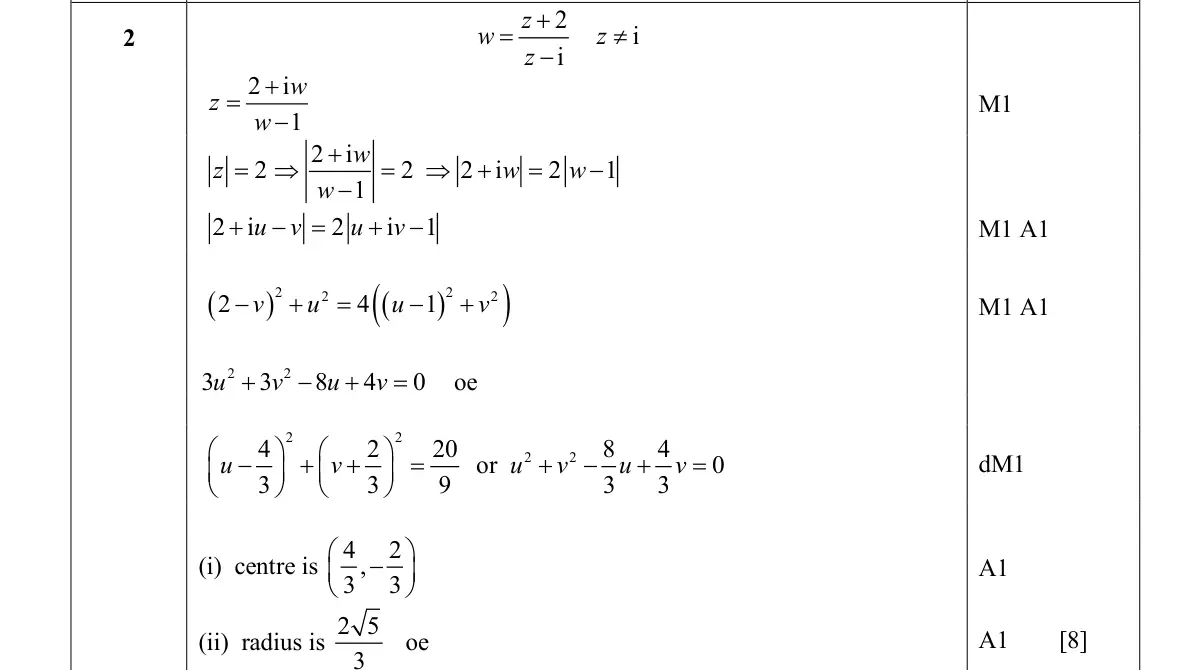 2
w = (z + 2)/(z − i)   z ≠ i
z = (2 + iw)/(w − 1)   M1
|z| = 2 ⇒ |(2 + iw)/(w − 1)| = 2 ⇒ |2 + iw| = 2|w − 1|
|2 + iu − v| = 2|u + iv − 1|   M1 A1
(2 − v)² + u² = 4((u − 1)² + v²)   M1 A1
3u² + 3v² − 8u + 4v = 0   oe
(u − 4/3)² + (v + 2/3)² = 20/9 or u² + v² − 8/3 u + 4/3 v = 0   dM1
(i) centre is (4/3, −2/3)   A1
(ii) radius is 2√5/3   oe   A1   [8]